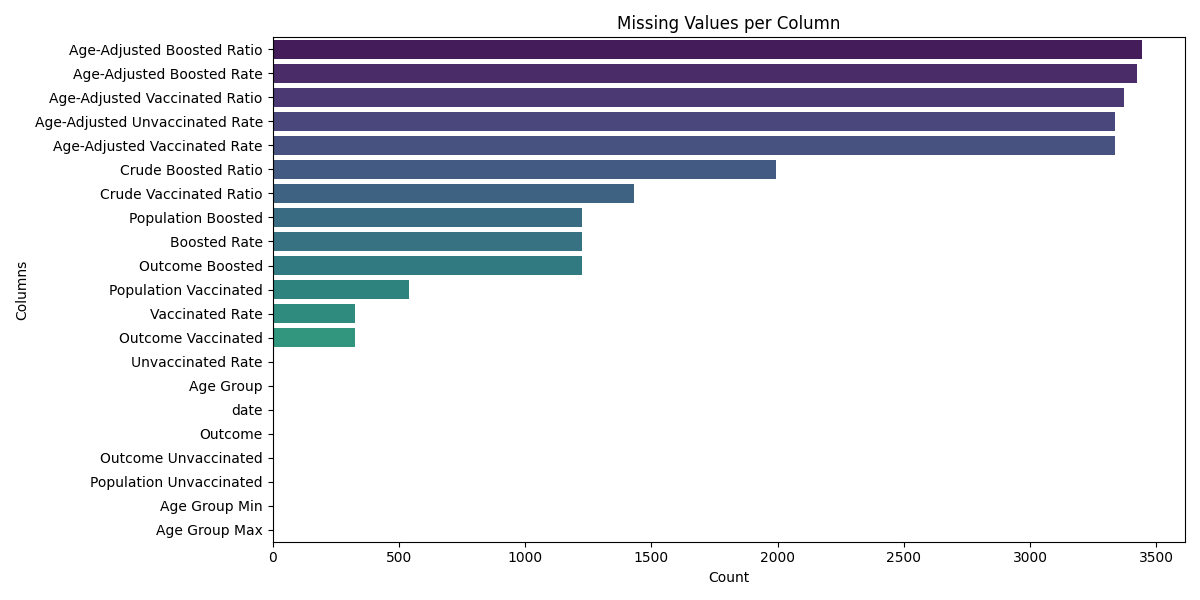 Missing Values per Column
Age-Adjusted Boosted Ratio
Age-Adjusted Boosted Rate
Age-Adjusted Vaccinated Ratio
Age-Adjusted Unvaccinated Rate
Age-Adjusted Vaccinated Rate
Crude Boosted Ratio
Crude Vaccinated Ratio
Population Boosted
Boosted Rate
Outcome Boosted
Population Vaccinated
Vaccinated Rate
Outcome Vaccinated
Unvaccinated Rate
Age Group
date
Outcome
Outcome Unvaccinated
Population Unvaccinated
Age Group Min
Age Group Max
Columns
0 500 1000 1500 2000 2500 3000 3500
Count